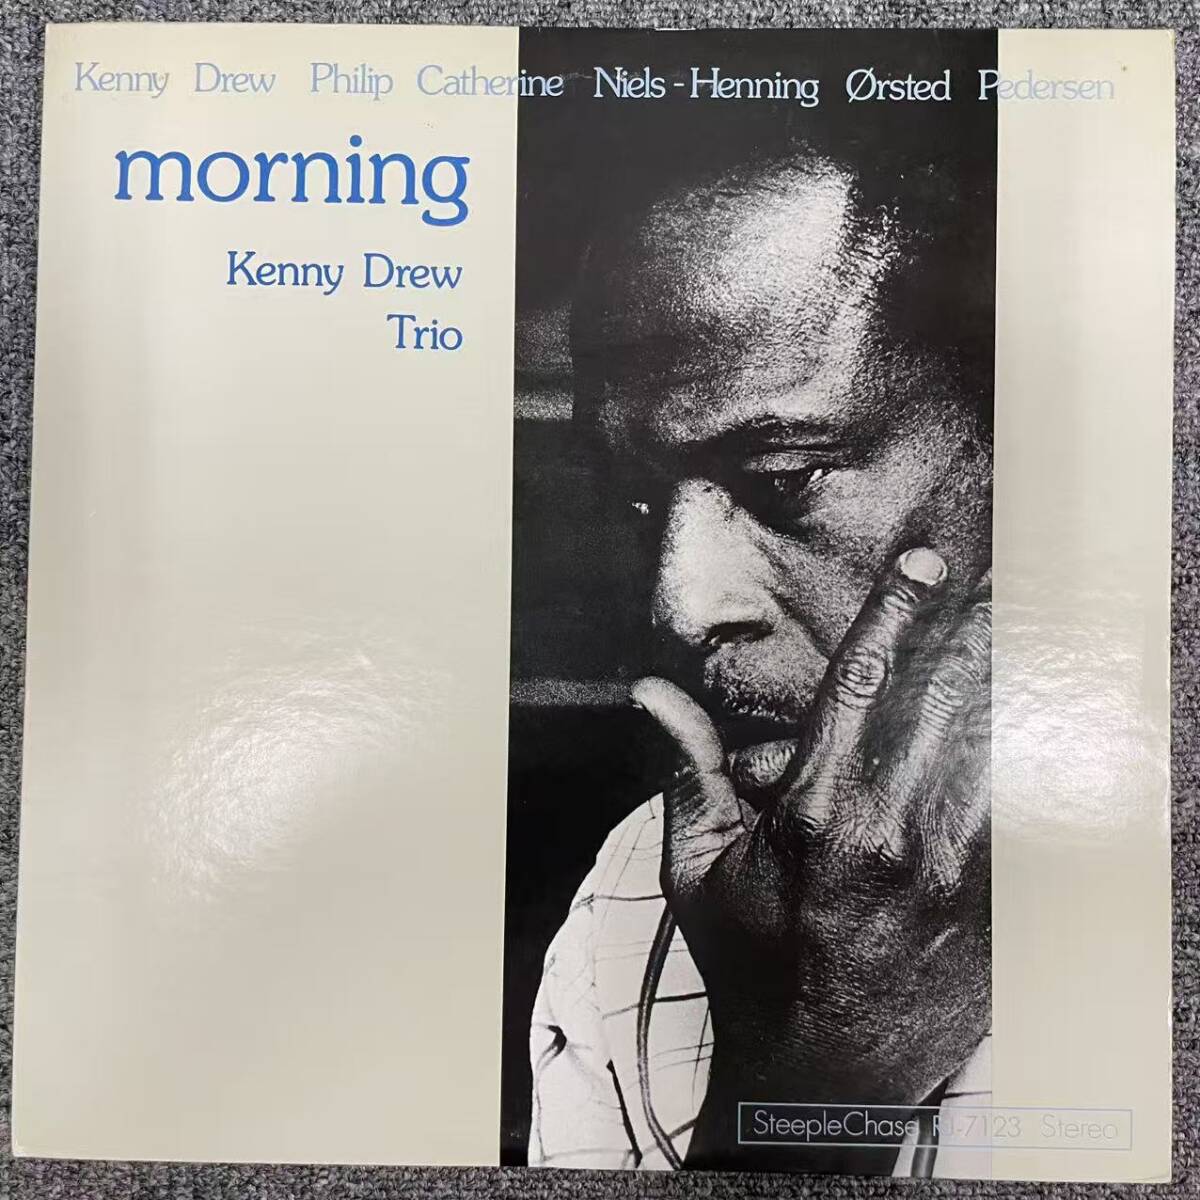 Kenny Drew Philip Catherine Niels-Henning Ørsted Pedersen
morning
Kenny Drew
Trio
SteepleChase RJ-7123 Stereo